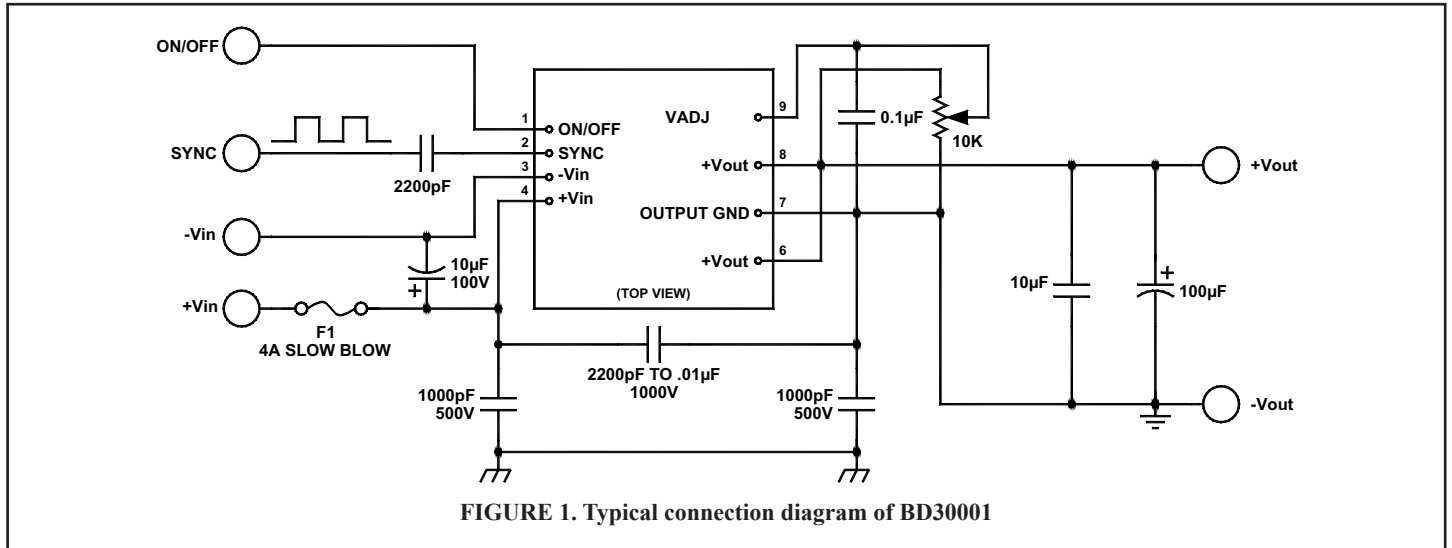 ON/OFF
SYNC
2200pF
-Vin
+Vin
F1
4A SLOW BLOW
10µF
100V
+
1
ON/OFF
2
SYNC
3
-Vin
4
+Vin
VADJ
9
+Vout
8
OUTPUT GND
7
+Vout
6
(TOP VIEW)
0.1µF
10K
2200pF TO .01µF
1000V
1000pF
500V
1000pF
500V
10µF
+
100µF
+Vout
-Vout
FIGURE 1. Typical connection diagram of BD30001